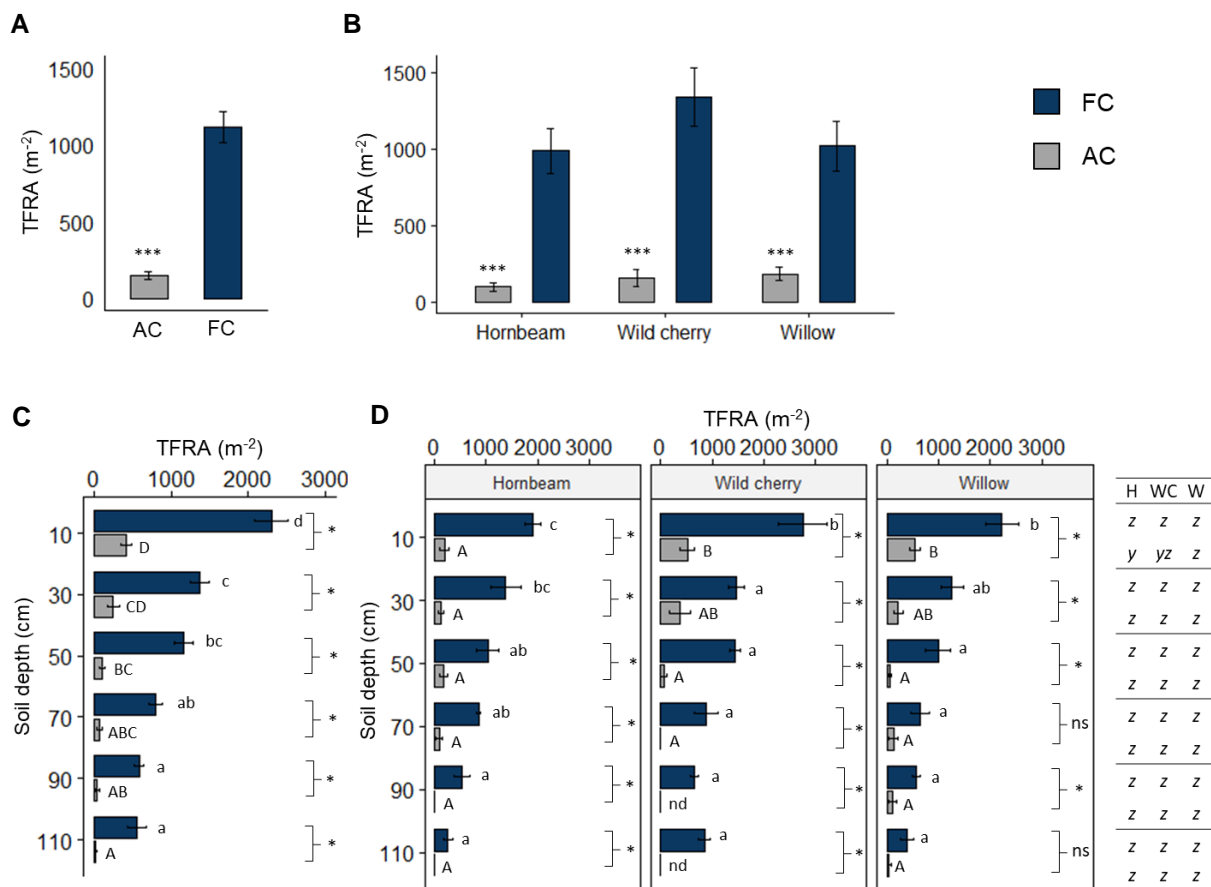 A
B
1500
1000
500
0
TFRA (m-2)
***
AC
FC
1500
1000
500
0
TFRA (m-2)
***
***
***
Hornbeam
Wild cherry
Willow
FC
AC
C
TFRA (m-2)
0 1000 2000 3000
Soil depth (cm)
10 d *
D
30 c *
CD
50 bc *
BC
70 ab *
ABC
90 a *
AB
110 a *
A
D
TFRA (m-2)
0 1000 2000 3000 0 1000 2000 3000 0 1000 2000 3000
Hornbeam Wild cherry Willow
H WC W
Soil depth (cm)
10 c * b * b * z z z
A B B y yz z
30 bc * a * ab * z z z
A AB AB z z z
50 ab * a * a * z z z
A A A z z z
70 ab * a * a ns z z z
A A A z z z
90 a * a * a * z z z
A nd A z z z
110 a * a * a ns z z z
A nd A z z z